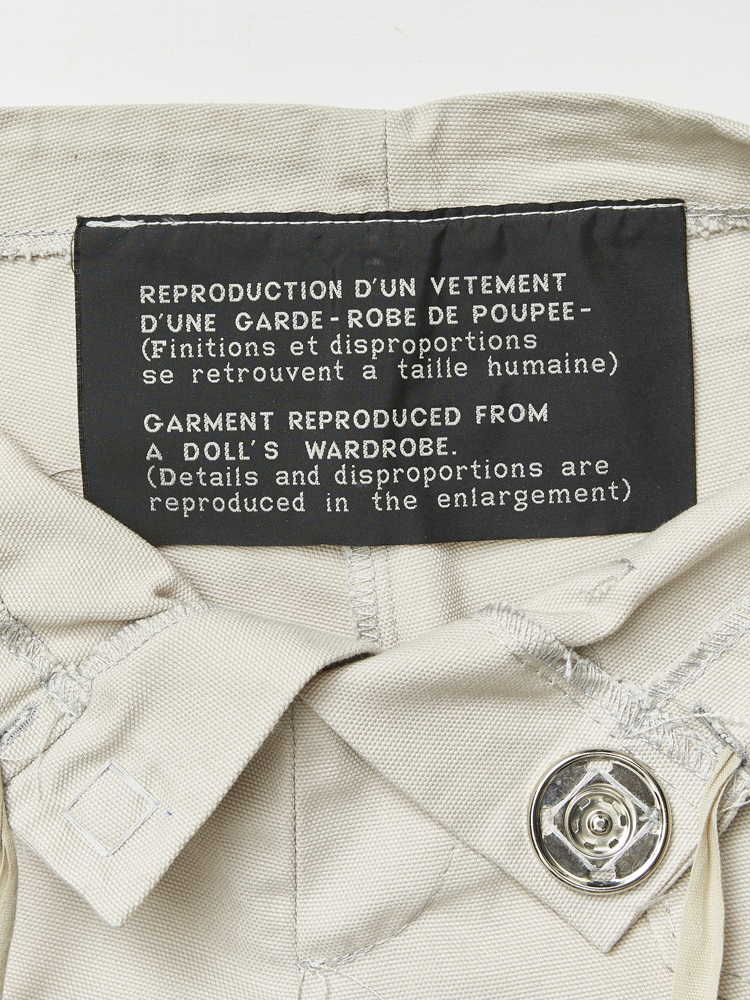 REPRODUCTION D'UN VETEMENT
D'UNE GARDE-ROBE DE POUPEE-
(Finitions et disproportions
se retrouvent a taille humaine)
GARMENT REPRODUCED FROM
A DOLL'S WARDROBE.
(Details and disproportions are
reproduced in the enlargement)